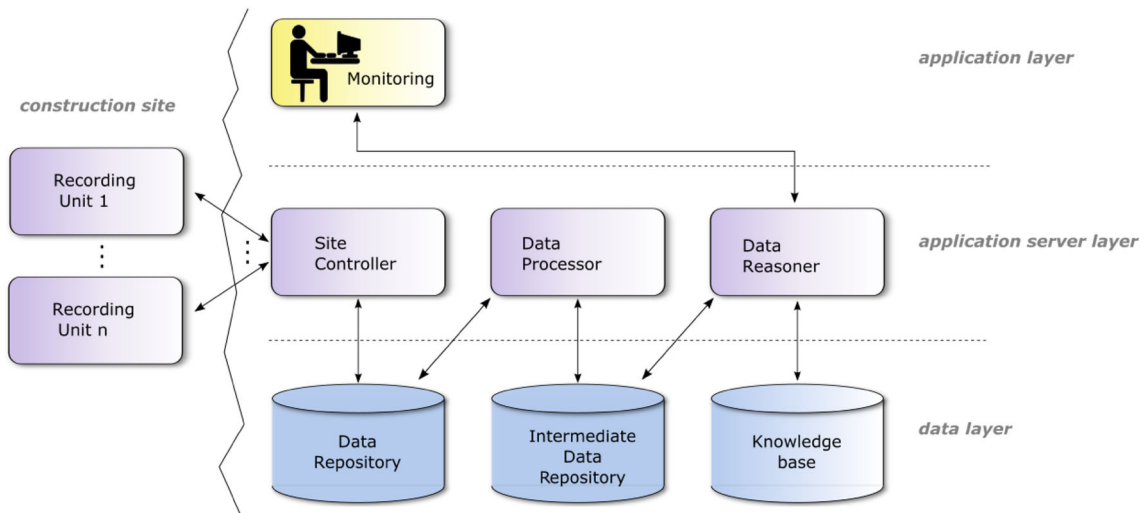 construction site
Recording
Unit 1
⋮
Recording
Unit n
⋮
Monitoring
application layer
Site
Controller
Data
Processor
Data
Reasoner
application server layer
Data
Repository
Intermediate
Data
Repository
Knowledge
base
data layer